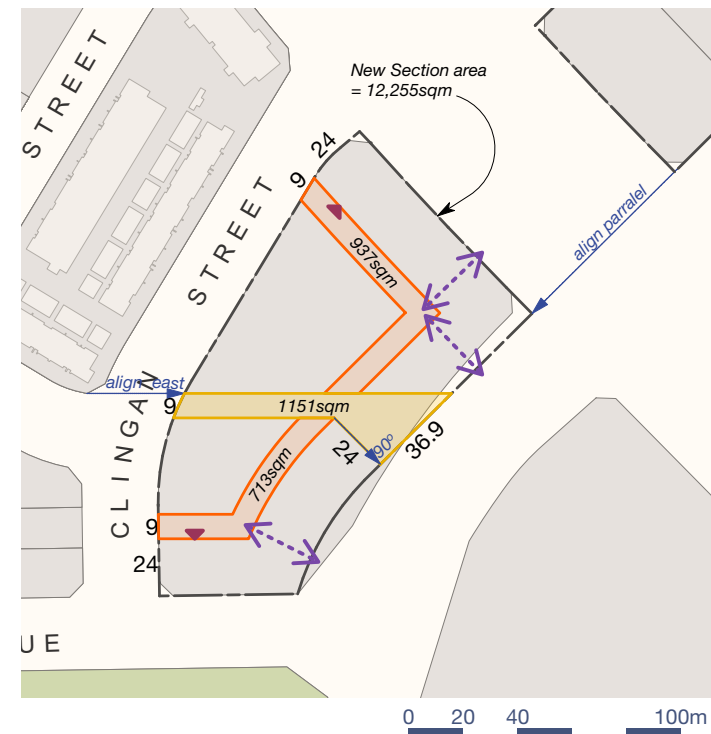 STREET
New Section area
= 12,255sqm
24
9
STREET
937sqm
align parralel
align east
CLINGAN
9
1151sqm
24
90º
36.9
713sqm
9
24
UE
0 20 40 100m